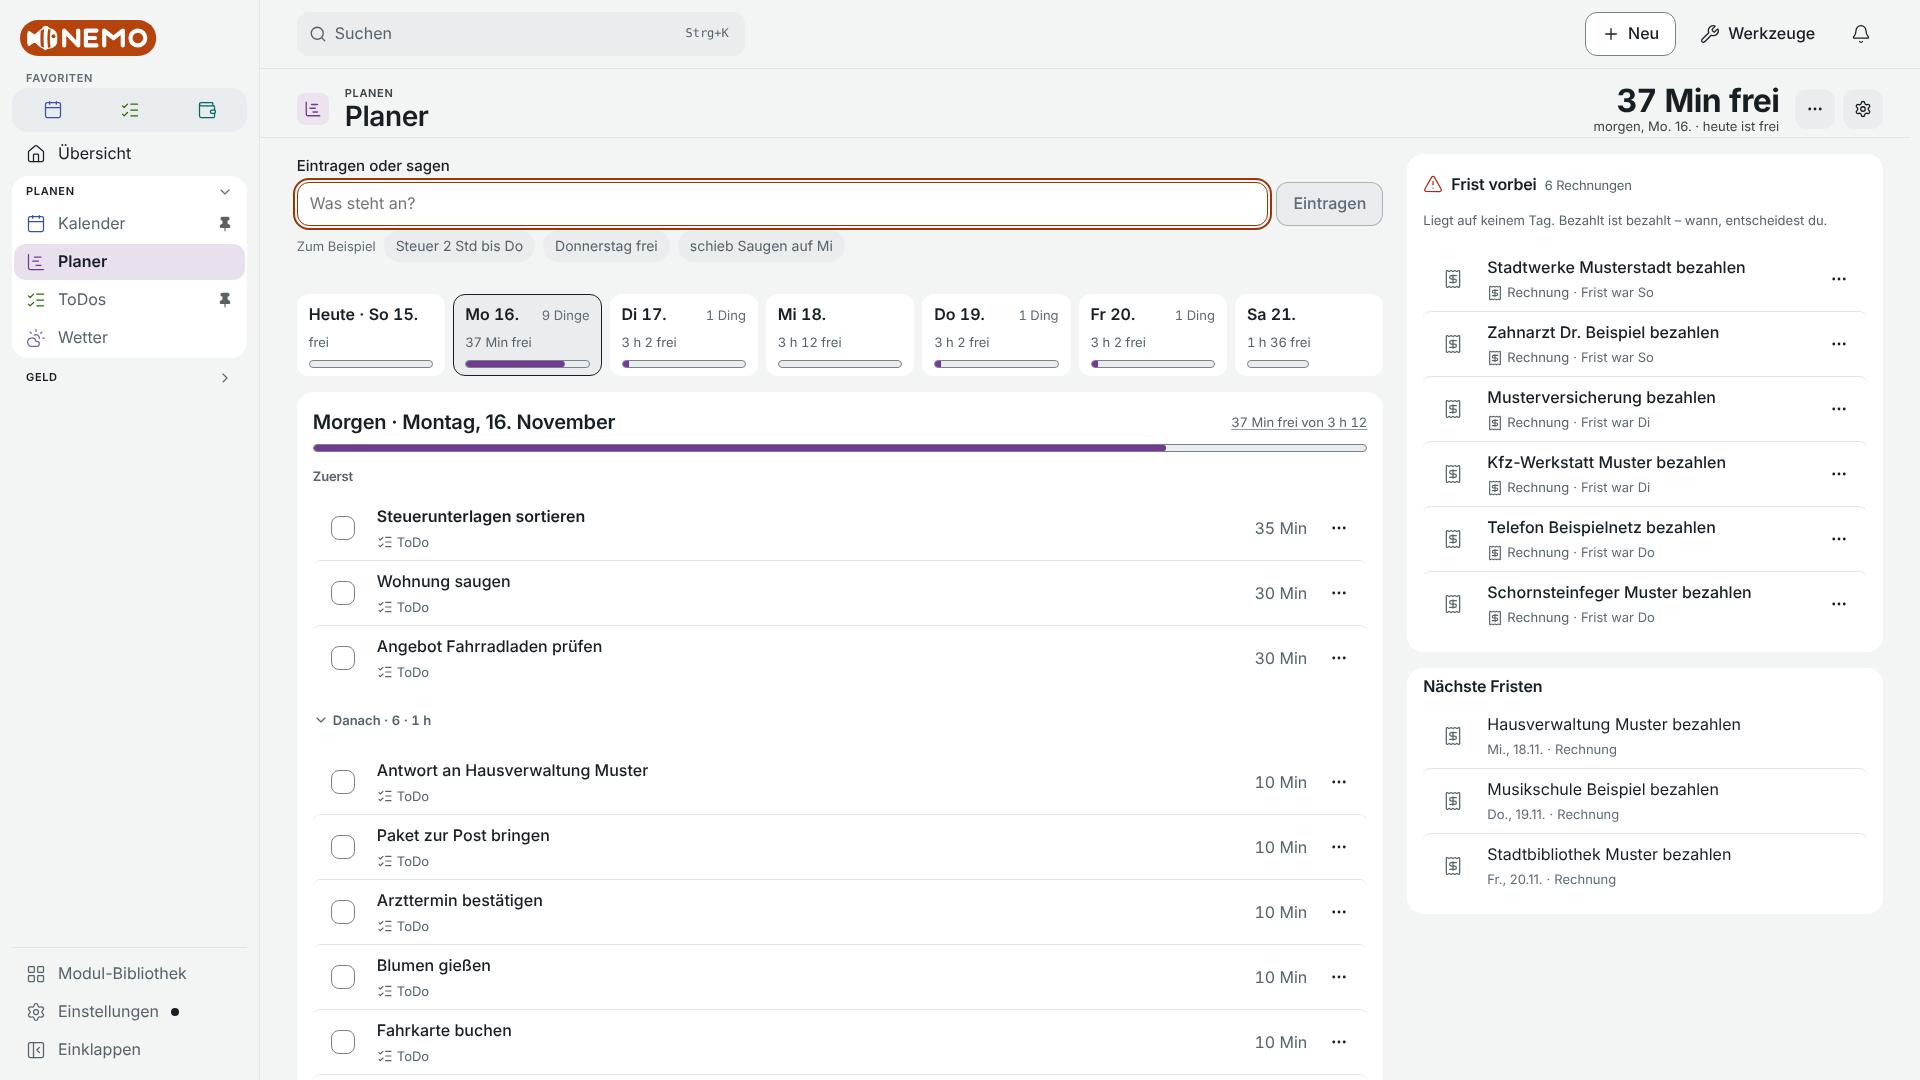 NEMO
FAVORITEN
Übersicht
PLANEN
Kalender
Planer
ToDos
Wetter
GELD
Modul-Bibliothek
Einstellungen
Einklappen
Suchen Strg+K
Neu
Werkzeuge
PLANEN
Planer
37 Min frei
morgen, Mo. 16. · heute ist frei
Eintragen oder sagen
Was steht an?
Eintragen
Zum Beispiel Steuer 2 Std bis Do Donnerstag frei schieb Saugen auf Mi
Heute · So 15.
frei
Mo 16. 9 Dinge
37 Min frei
Di 17. 1 Ding
3 h 2 frei
Mi 18.
3 h 12 frei
Do 19. 1 Ding
3 h 2 frei
Fr 20. 1 Ding
3 h 2 frei
Sa 21.
1 h 36 frei
Morgen · Montag, 16. November 37 Min frei von 3 h 12
Zuerst
Steuerunterlagen sortieren
ToDo
35 Min
Wohnung saugen
ToDo
30 Min
Angebot Fahrradladen prüfen
ToDo
30 Min
Danach · 6 · 1 h
Antwort an Hausverwaltung Muster
ToDo
10 Min
Paket zur Post bringen
ToDo
10 Min
Arzttermin bestätigen
ToDo
10 Min
Blumen gießen
ToDo
10 Min
Fahrkarte buchen
ToDo
10 Min
Frist vorbei 6 Rechnungen
Liegt auf keinem Tag. Bezahlt ist bezahlt – wann, entscheidest du.
Stadtwerke Musterstadt bezahlen
Rechnung · Frist war So
Zahnarzt Dr. Beispiel bezahlen
Rechnung · Frist war So
Musterversicherung bezahlen
Rechnung · Frist war Di
Kfz-Werkstatt Muster bezahlen
Rechnung · Frist war Di
Telefon Beispielnetz bezahlen
Rechnung · Frist war Do
Schornsteinfeger Muster bezahlen
Rechnung · Frist war Do
Nächste Fristen
Hausverwaltung Muster bezahlen
Mi., 18.11. · Rechnung
Musikschule Beispiel bezahlen
Do., 19.11. · Rechnung
Stadtbibliothek Muster bezahlen
Fr., 20.11. · Rechnung